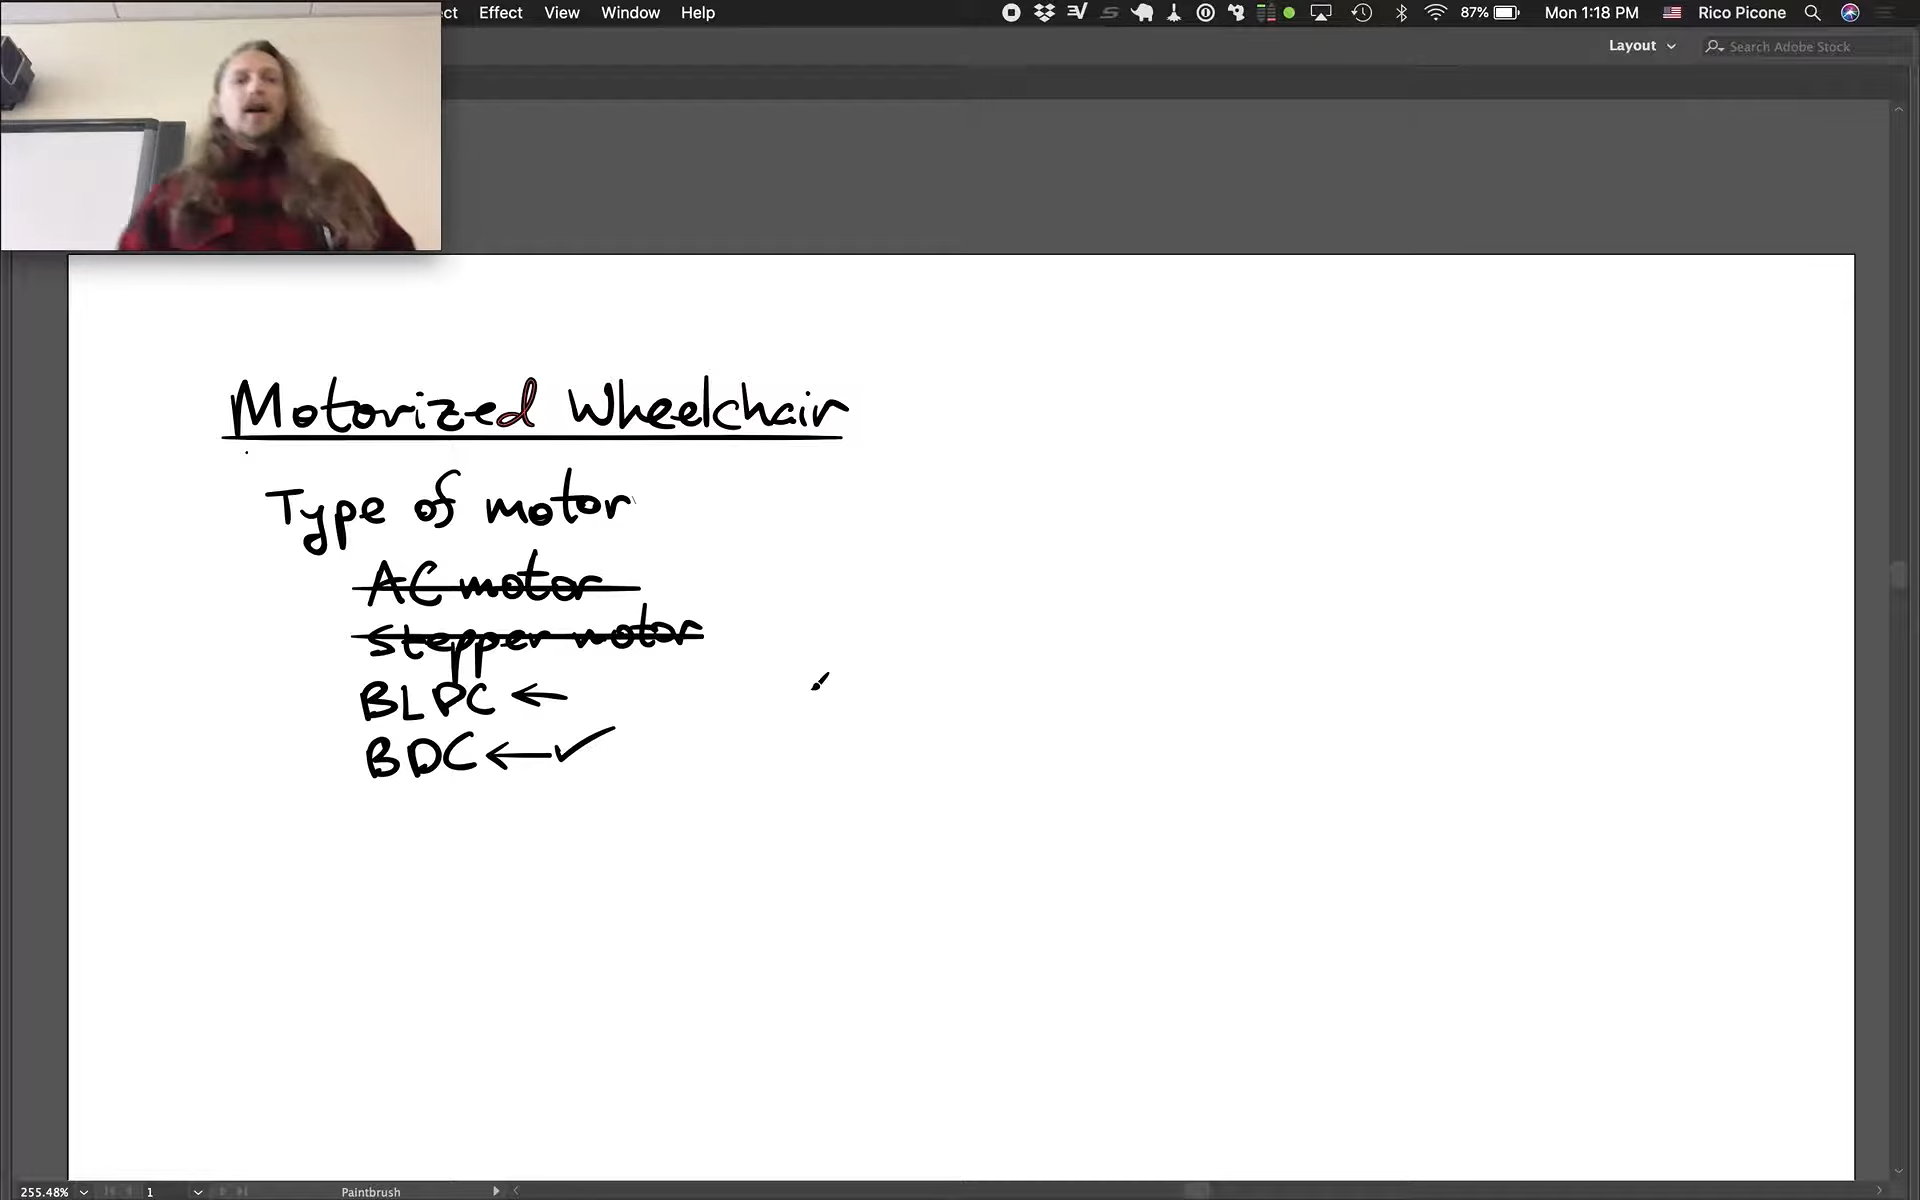 ct Effect View Window Help 87% Mon 1:18 PM Rico Picone
Layout Search Adobe Stock
Motorized Wheelchair
Type of motor
AC motor
Stepper motor
BLDC ←
BDC ←✓
255.48% 1 Paintbrush